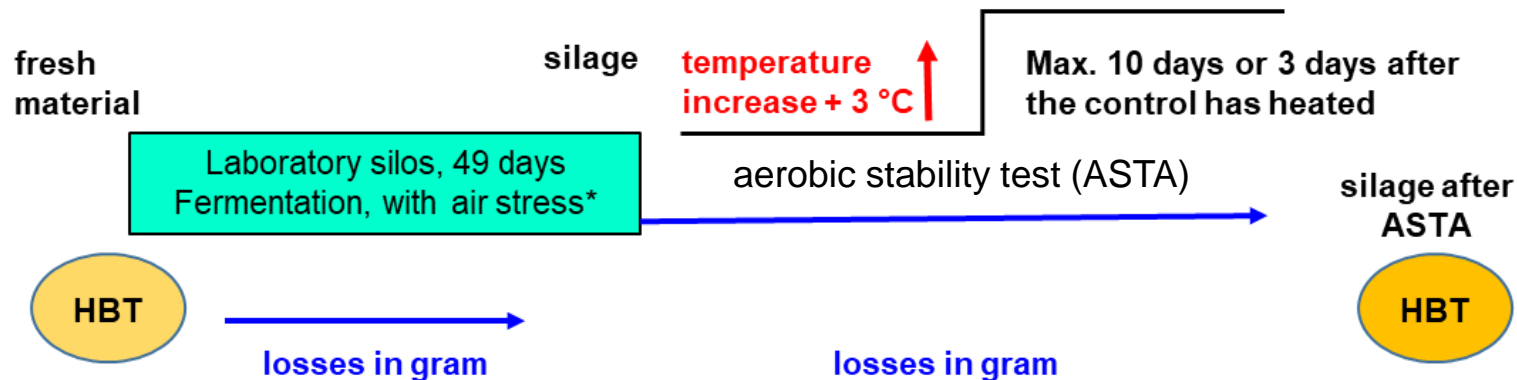 fresh
material
silage
temperature
increase + 3 °C
Max. 10 days or 3 days after
the control has heated
Laboratory silos, 49 days
Fermentation, with air stress*
aerobic stability test (ASTA)
silage after
ASTA
HBT
HBT
losses in gram
losses in gram